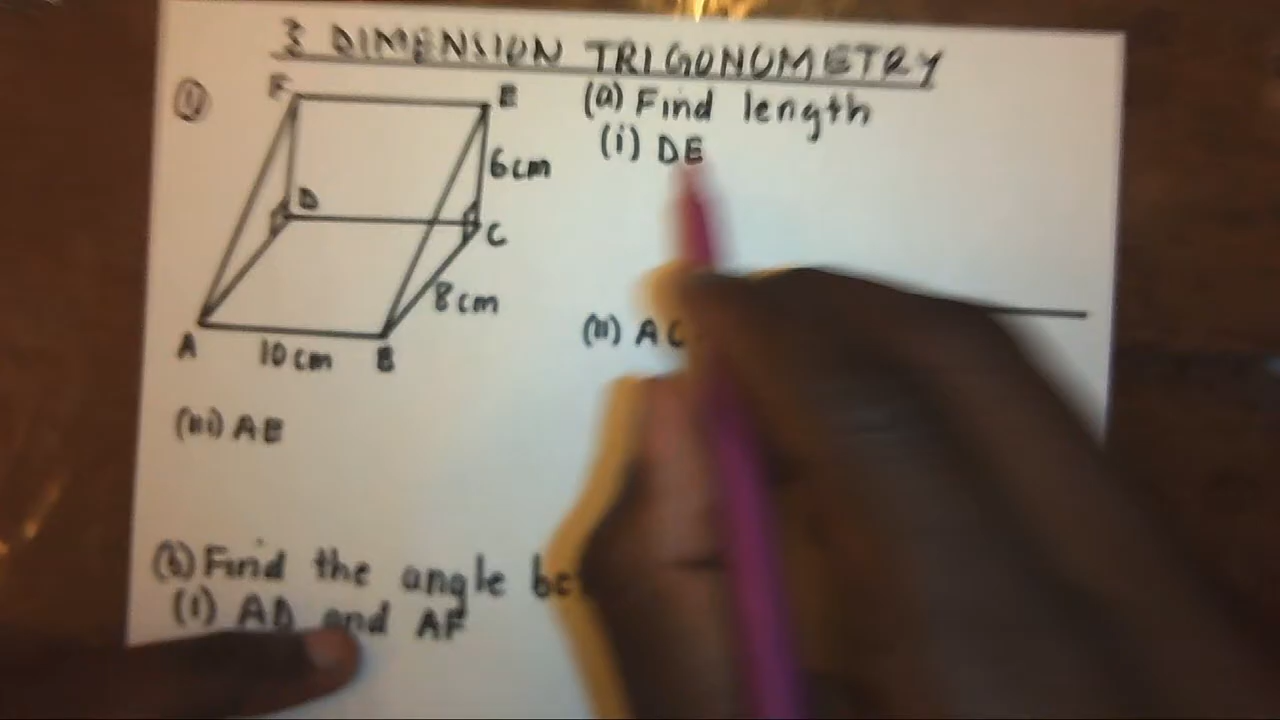 3 DIMENSION TRIGONOMETRY
①
F
E
6cm
D
C
8cm
A
10cm
B
(a) Find length
(i) DE
(ii) AC
(iii) AE
(b) Find the angle
(i) AD and AF